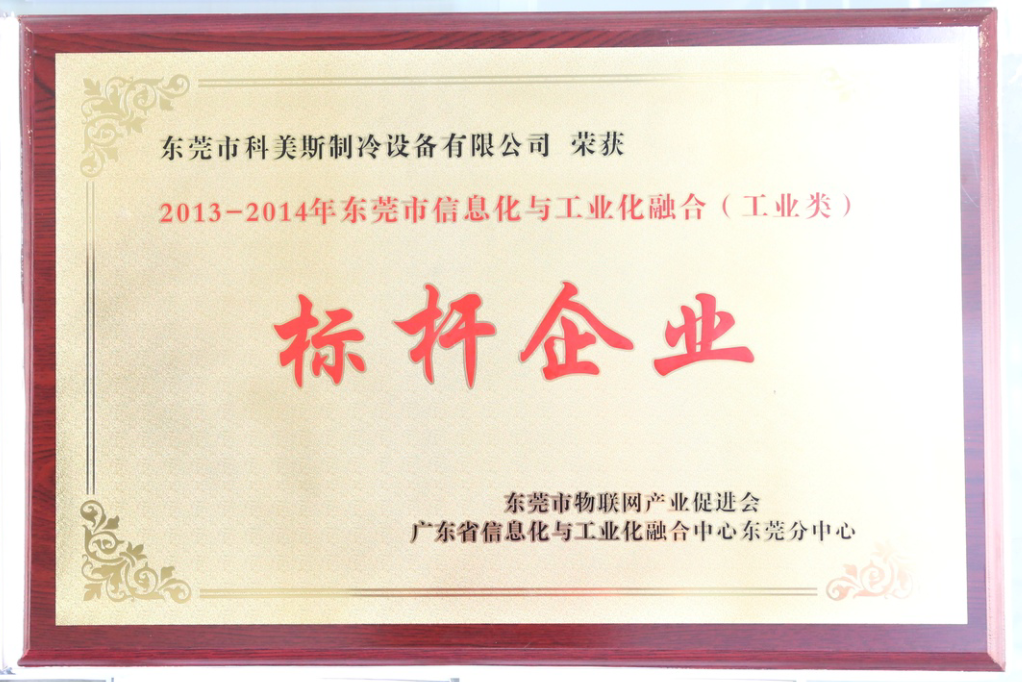 东莞市科美斯制冷设备有限公司 荣获
2013-2014年东莞市信息化与工业化融合（工业类）
标杆企业
东莞市物联网产业促进会
广东省信息化与工业化融合中心东莞分中心